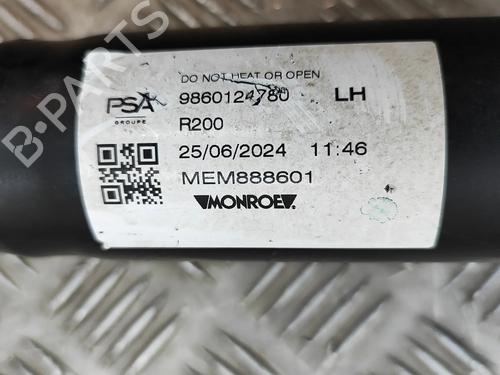 DO NOT HEAT OR OPEN
PSA 9860124780 LH
GROUPE R200
25/06/2024 11:46
MEM888601
MONROE
B-PARTS